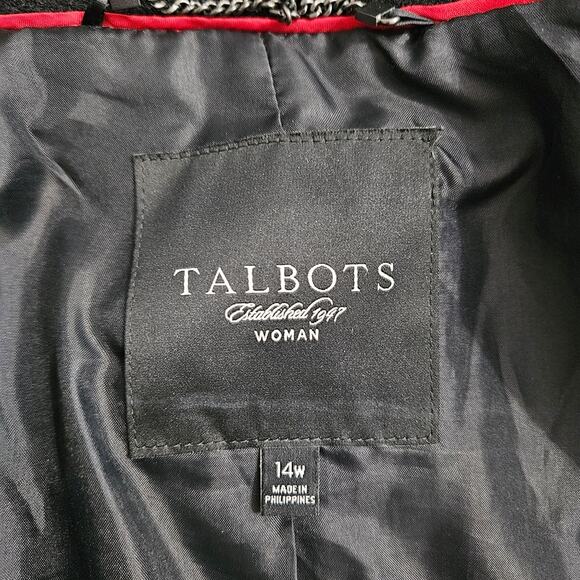 TALBOTS
Established 1947
WOMAN
14W
MADE IN
PHILIPPINES